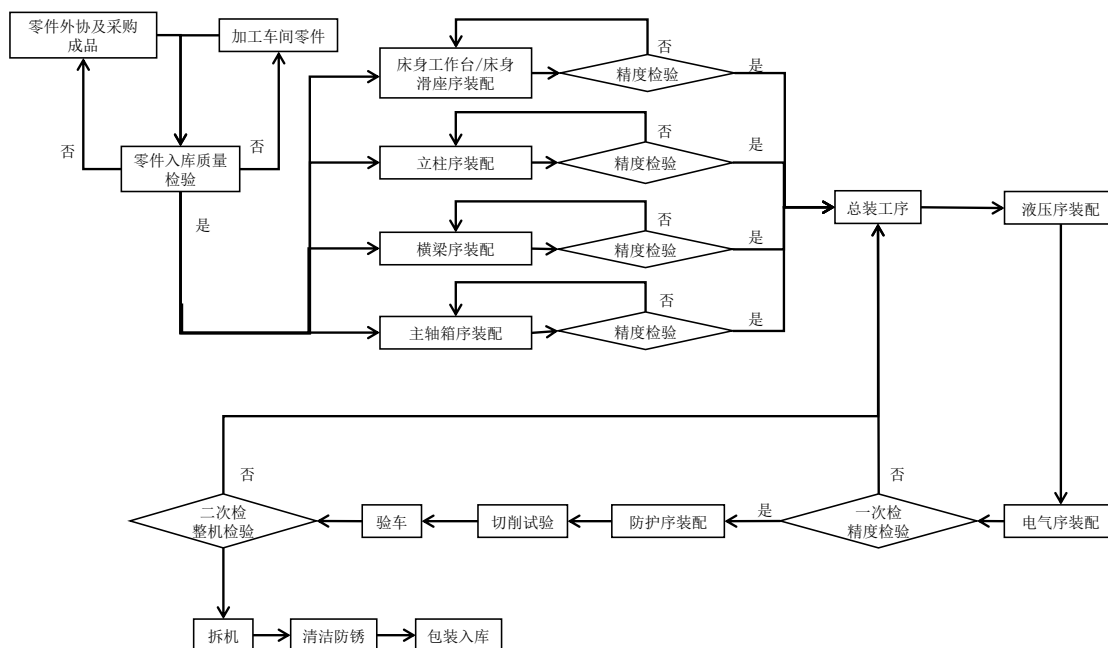 零件外协及采购
成品
加工车间零件
否
否
零件入库质量
检验
是
床身工作台/床身
滑座序装配
否
精度检验
是
立柱序装配
否
精度检验
是
横梁序装配
否
精度检验
是
主轴箱序装配
否
精度检验
是
总装工序
液压序装配
电气序装配
否
一次检
精度检验
是
防护序装配
切削试验
验车
否
二次检
整机检验
拆机
清洁防锈
包装入库